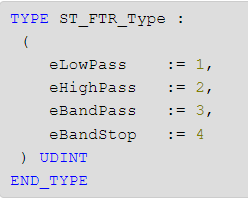 TYPE ST_FTR_Type :
(
eLowPass := 1,
eHighPass := 2,
eBandPass := 3,
eBandStop := 4
) UDINT
END_TYPE